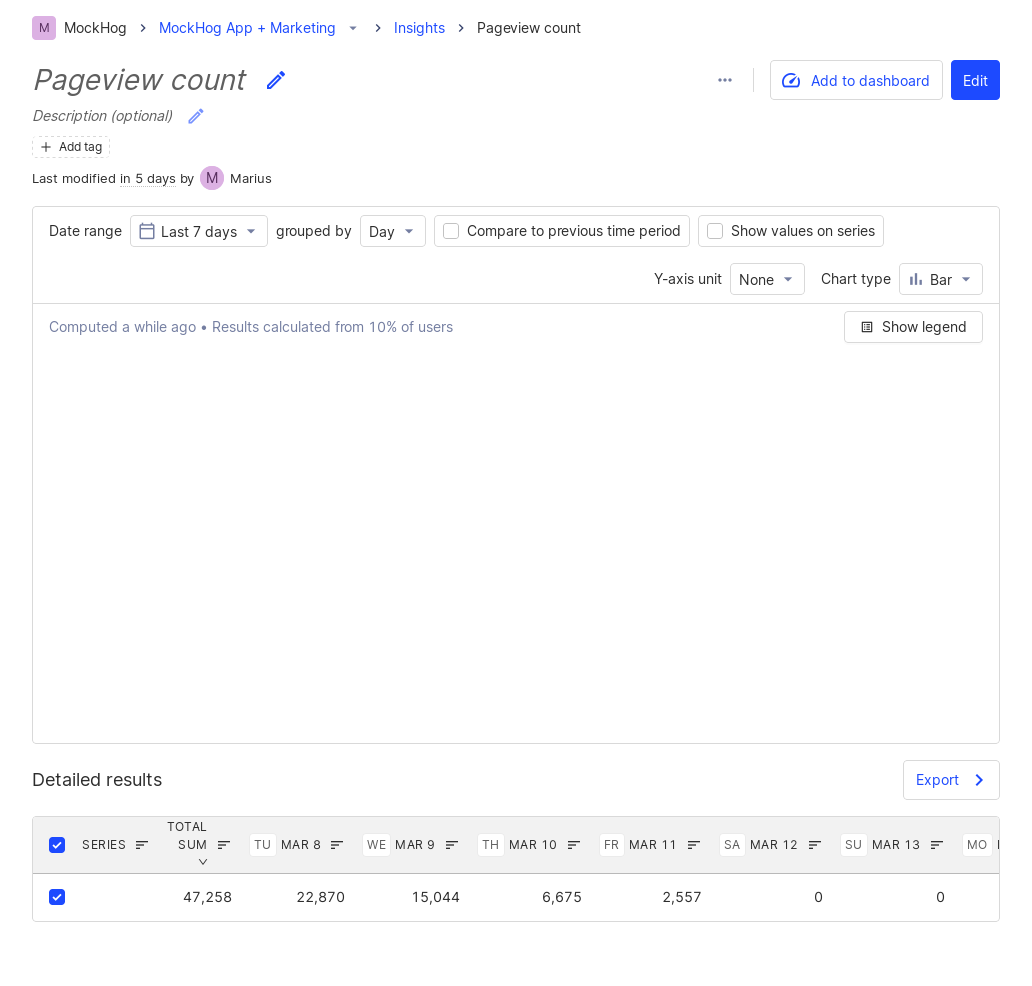 M MockHog MockHog App + Marketing Insights Pageview count
Pageview count
Add to dashboard Edit
Description (optional)
Add tag
Last modified in 5 days by M Marius
Date range Last 7 days grouped by Day Compare to previous time period Show values on series
Y-axis unit None Chart type Bar
Computed a while ago • Results calculated from 10% of users Show legend
Detailed results Export
SERIES TOTAL SUM TU MAR 8 WE MAR 9 TH MAR 10 FR MAR 11 SA MAR 12 SU MAR 13 MO
47,258 22,870 15,044 6,675 2,557 0 0